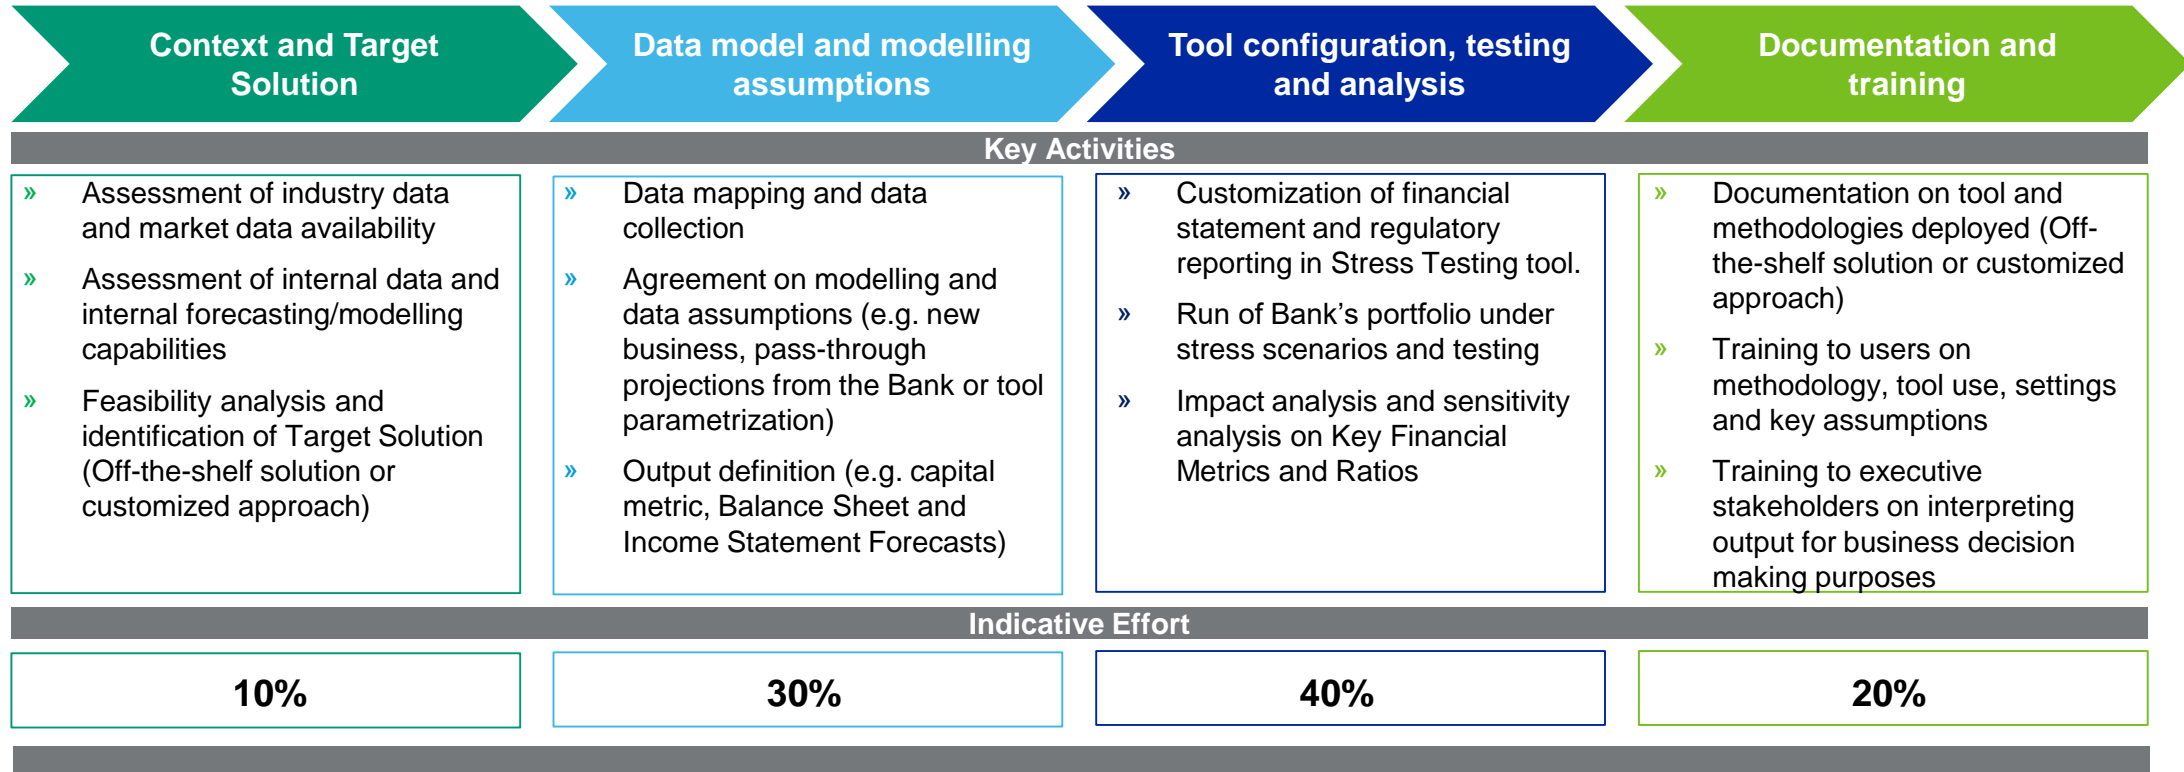 Context and Target
Solution
Data model and modelling
assumptions
Tool configuration, testing
and analysis
Documentation and
training
Key Activities
» Assessment of industry data
and market data availability
» Assessment of internal data and
internal forecasting/modelling
capabilities
» Feasibility analysis and
identification of Target Solution
(Off-the-shelf solution or
customized approach)
» Data mapping and data
collection
» Agreement on modelling and
data assumptions (e.g. new
business, pass-through
projections from the Bank or tool
parametrization)
» Output definition (e.g. capital
metric, Balance Sheet and
Income Statement Forecasts)
» Customization of financial
statement and regulatory
reporting in Stress Testing tool.
» Run of Bank’s portfolio under
stress scenarios and testing
» Impact analysis and sensitivity
analysis on Key Financial
Metrics and Ratios
» Documentation on tool and
methodologies deployed (Off-
the-shelf solution or customized
approach)
» Training to users on
methodology, tool use, settings
and key assumptions
» Training to executive
stakeholders on interpreting
output for business decision
making purposes
Indicative Effort
10%
30%
40%
20%